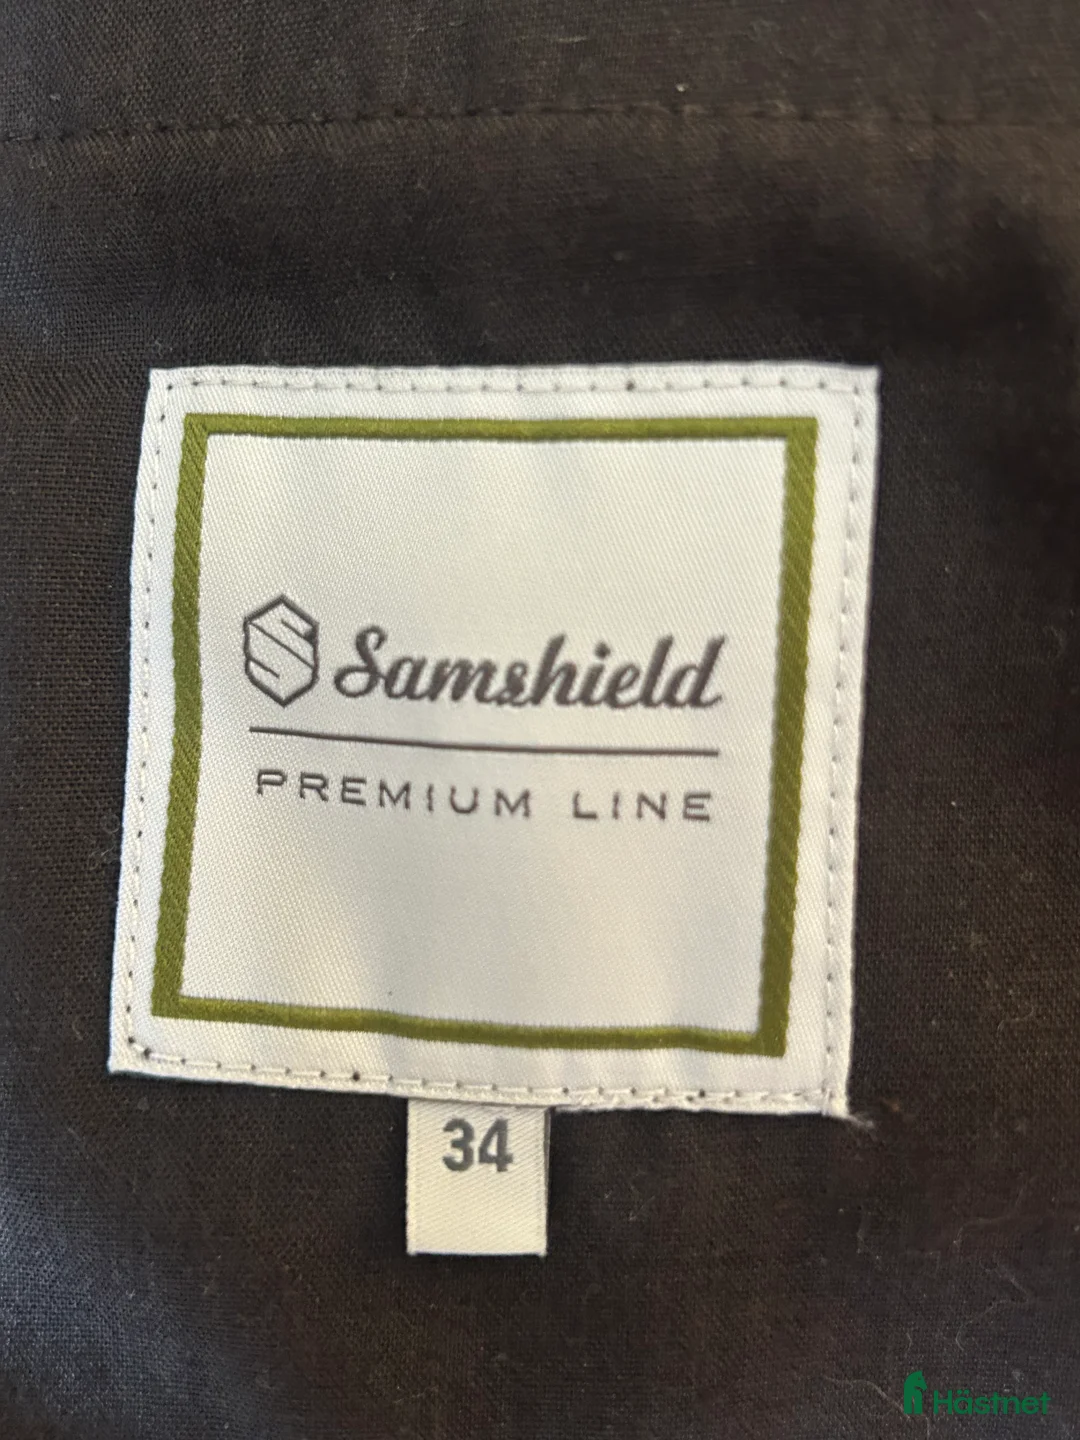 Samshield
PREMIUM LINE
34
Hästnet